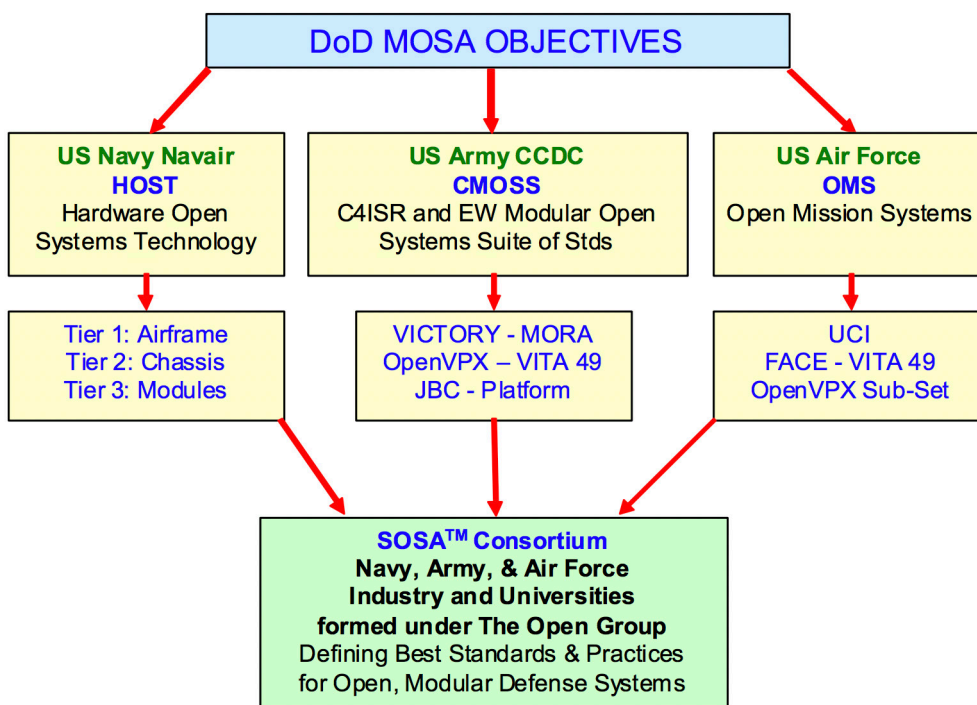 DoD MOSA OBJECTIVES
US Navy Navair
HOST
Hardware Open
Systems Technology
US Army CCDC
CMOSS
C4ISR and EW Modular Open
Systems Suite of Stds
US Air Force
OMS
Open Mission Systems
Tier 1: Airframe
Tier 2: Chassis
Tier 3: Modules
VICTORY - MORA
OpenVPX – VITA 49
JBC - Platform
UCI
FACE - VITA 49
OpenVPX Sub-Set
SOSA™ Consortium
Navy, Army, & Air Force
Industry and Universities
formed under The Open Group
Defining Best Standards & Practices
for Open, Modular Defense Systems